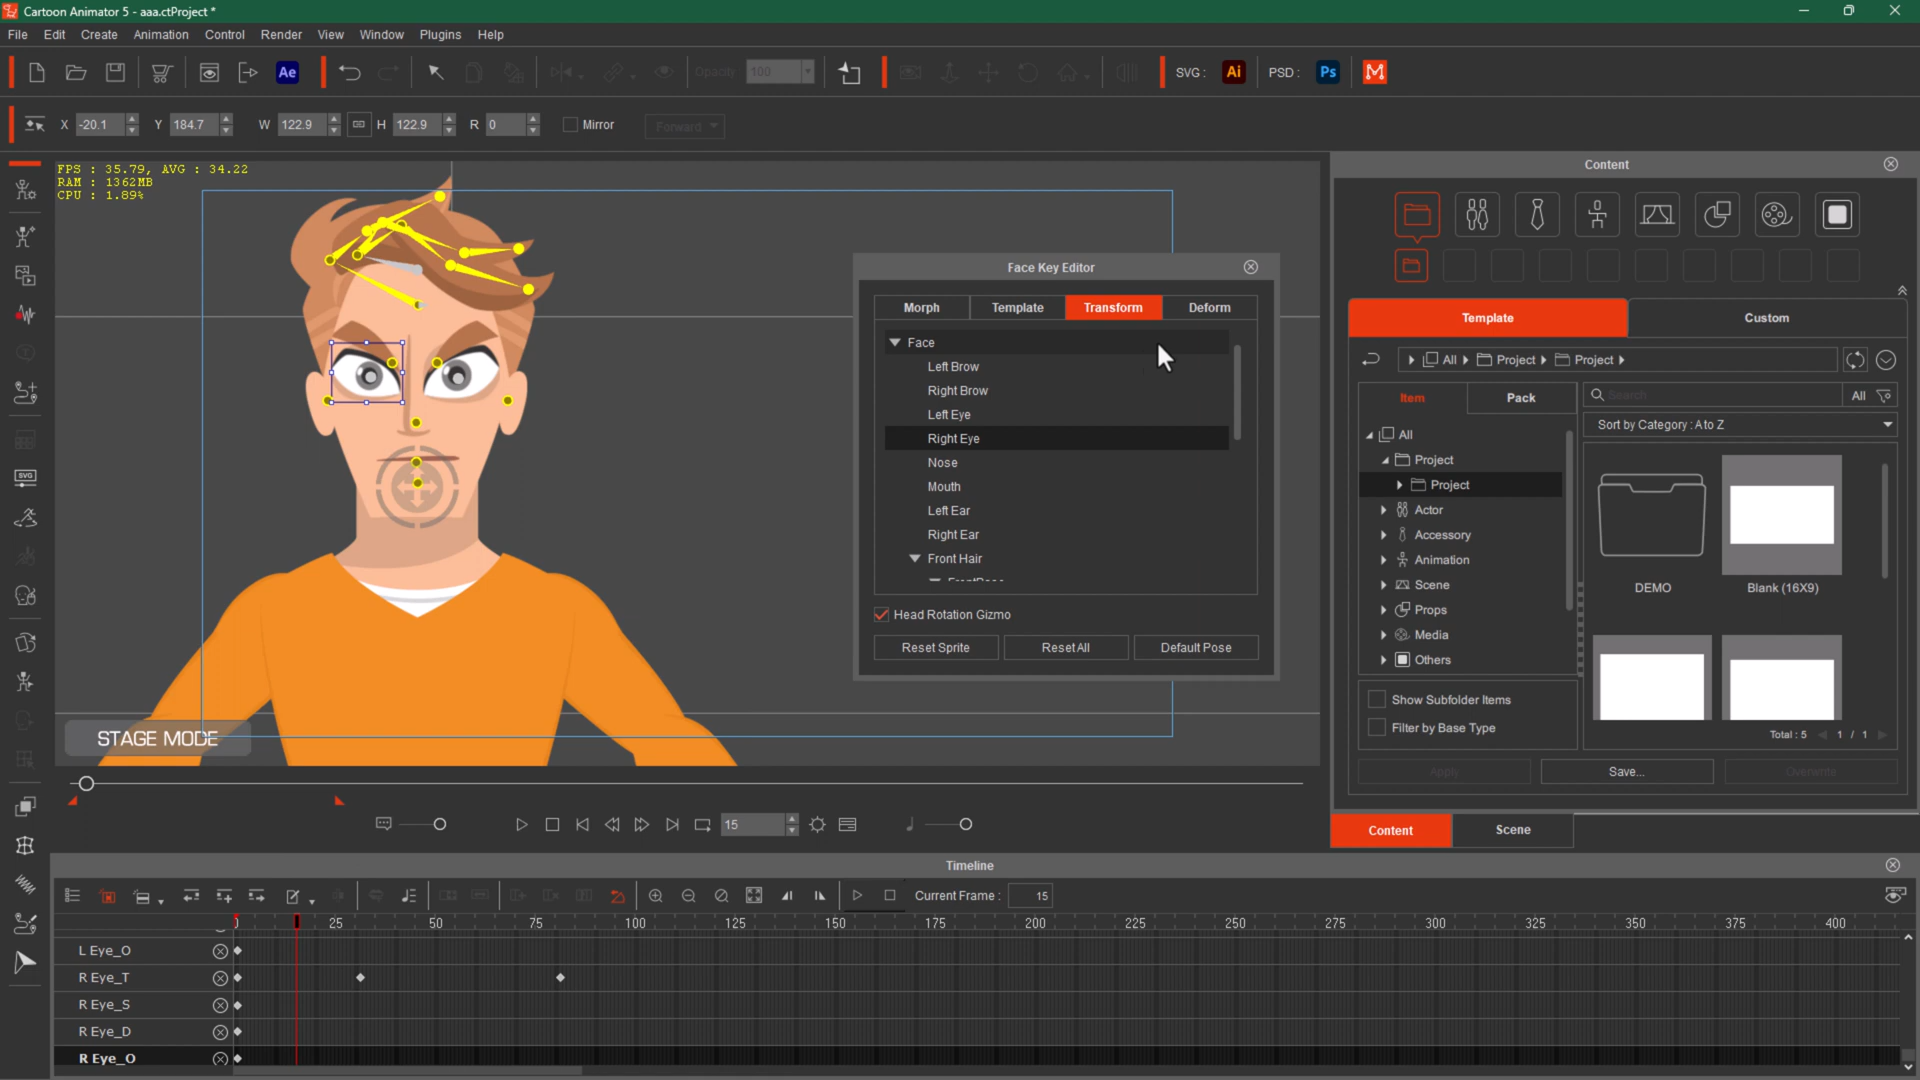 Cartoon Animator 5 - aaa.ctProject *
File Edit Create Animation Control Render View Window Plugins Help
Ae Opacity 100 SVG : Ai PSD : Ps
X -20.1 Y 184.7 W 122.9 H 122.9 R 0 Mirror Forward
FPS : 35.79, AVG : 34.22
RAM : 1362MB
CPU : 1.89%
SVG
STAGE MODE
Face Key Editor
Morph Template Transform Deform
Face
Left Brow
Right Brow
Left Eye
Right Eye
Nose
Mouth
Left Ear
Right Ear
Front Hair
Head Rotation Gizmo
Reset Sprite Reset All Default Pose
Content
Template Custom
All Project Project
Item Pack
Search All
Sort by Category : A to Z
All
Project
Project
Actor
Accessory
Animation
Scene
Props
Media
Others
Show Subfolder Items
Filter by Base Type
DEMO Blank (16X9)
Total : 5 1 / 1
Apply Save... Overwrite
Content Scene
15
Timeline
Current Frame : 15
25 50 75 100 125 150 175 200 225 250 275 300 325 350 375 400
L Eye_O
R Eye_T
R Eye_S
R Eye_D
R Eye_O